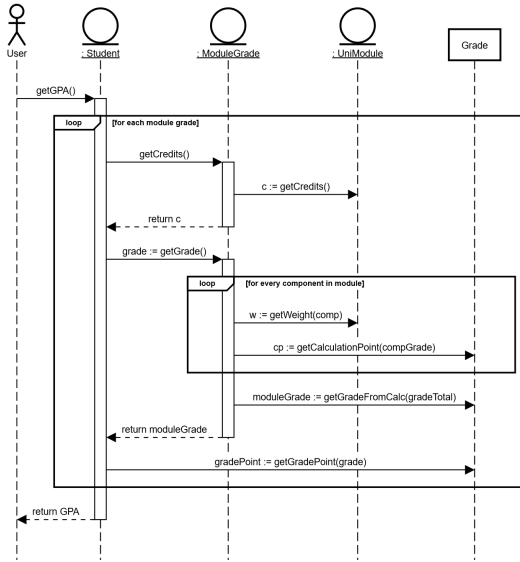 User
: Student
: ModuleGrade
: UniModule
Grade
getGPA()
loop
[for each module grade]
getCredits()
c := getCredits()
return c
grade := getGrade()
loop
[for every component in module]
w := getWeight(comp)
cp := getCalculationPoint(compGrade)
moduleGrade := getGradeFromCalc(gradeTotal)
return moduleGrade
gradePoint := getGradePoint(grade)
return GPA